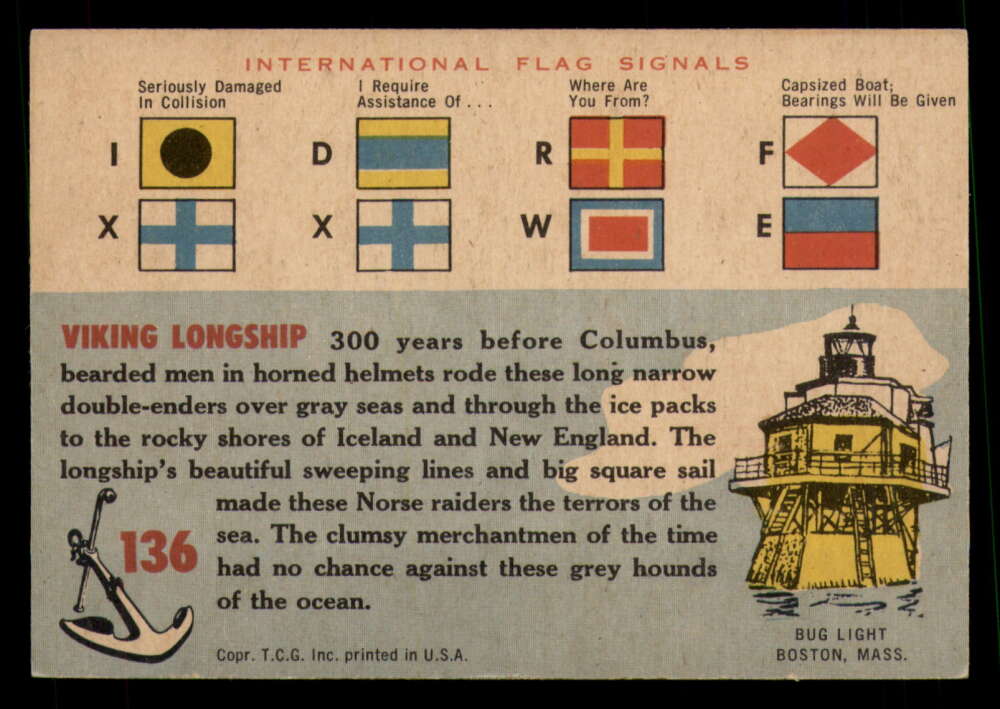 INTERNATIONAL FLAG SIGNALS
Seriously Damaged
In Collision
I
X
I Require
Assistance Of . . .
D
X
Where Are
You From?
R
W
Capsized Boat;
Bearings Will Be Given
F
E
VIKING LONGSHIP 300 years before Columbus,
bearded men in horned helmets rode these long narrow
double-enders over gray seas and through the ice packs
to the rocky shores of Iceland and New England. The
longship's beautiful sweeping lines and big square sail
made these Norse raiders the terrors of the
sea. The clumsy merchantmen of the time
had no chance against these grey hounds
of the ocean.
136
Copr. T.C.G. Inc. printed in U.S.A.
BUG LIGHT
BOSTON, MASS.